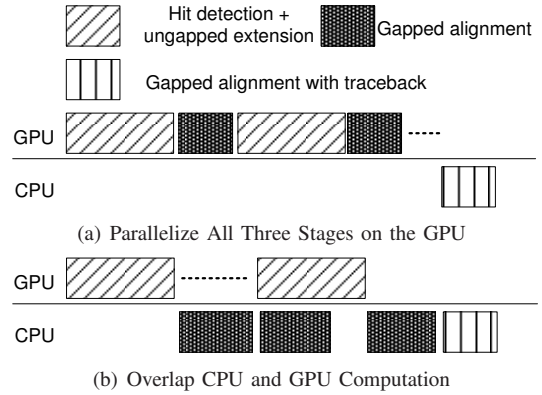 Hit detection +
ungapped extension
Gapped alignment
Gapped alignment with traceback
GPU
CPU
(a) Parallelize All Three Stages on the GPU
GPU
CPU
(b) Overlap CPU and GPU Computation